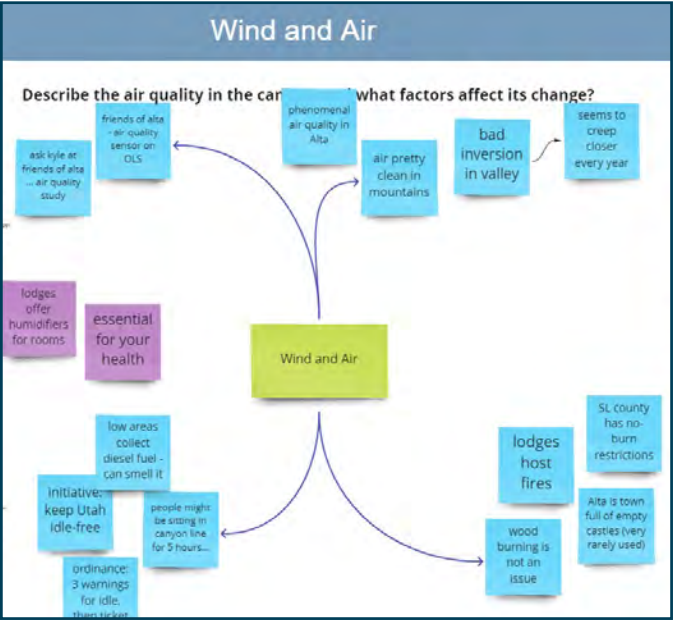 Wind and Air
Describe the air quality in the can what factors affect its change?
friends of alta
- air quality
sensor on
OLS
ask kyle at
friends of alta
... air quality
study
phenomenal
air quality in
Alta
air pretty
clean in
mountains
bad
inversion
in valley
seems to
creep
closer
every year
lodges
offer
humidifiers
for rooms
essential
for your
health
Wind and Air
low areas
collect
diesel fuel -
can smell it
initiative:
keep Utah
idle-free
people might
be sitting in
canyon line
for 5 hours...
ordinance:
3 warnings
for idle,
then ticket
lodges
host
fires
SL county
has no-
burn
restrictions
wood
burning is
not an
issue
Alta is town
full of empty
castles (very
rarely used)